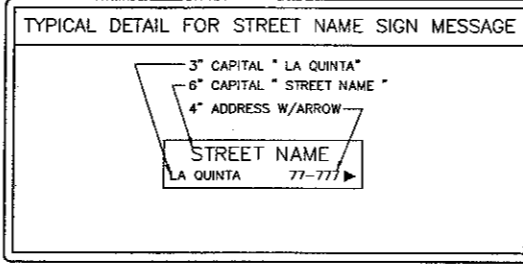 TYPICAL DETAIL FOR STREET NAME SIGN MESSAGE
3" CAPITAL " LA QUINTA"
6" CAPITAL " STREET NAME "
4" ADDRESS W/ARROW
STREET NAME
LA QUINTA 77-777